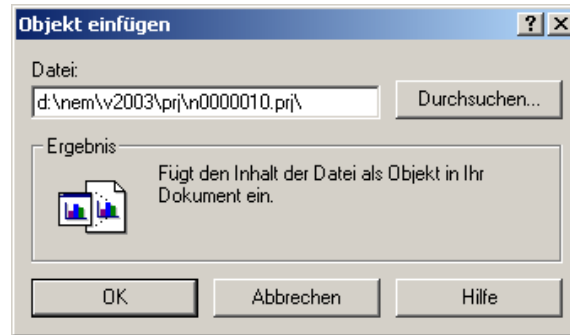 Objekt einfügen
Datei:
d:\nem\v2003\prj\n0000010.prj\
Durchsuchen...
Ergebnis
Fügt den Inhalt der Datei als Objekt in Ihr
Dokument ein.
OK
Abbrechen
Hilfe